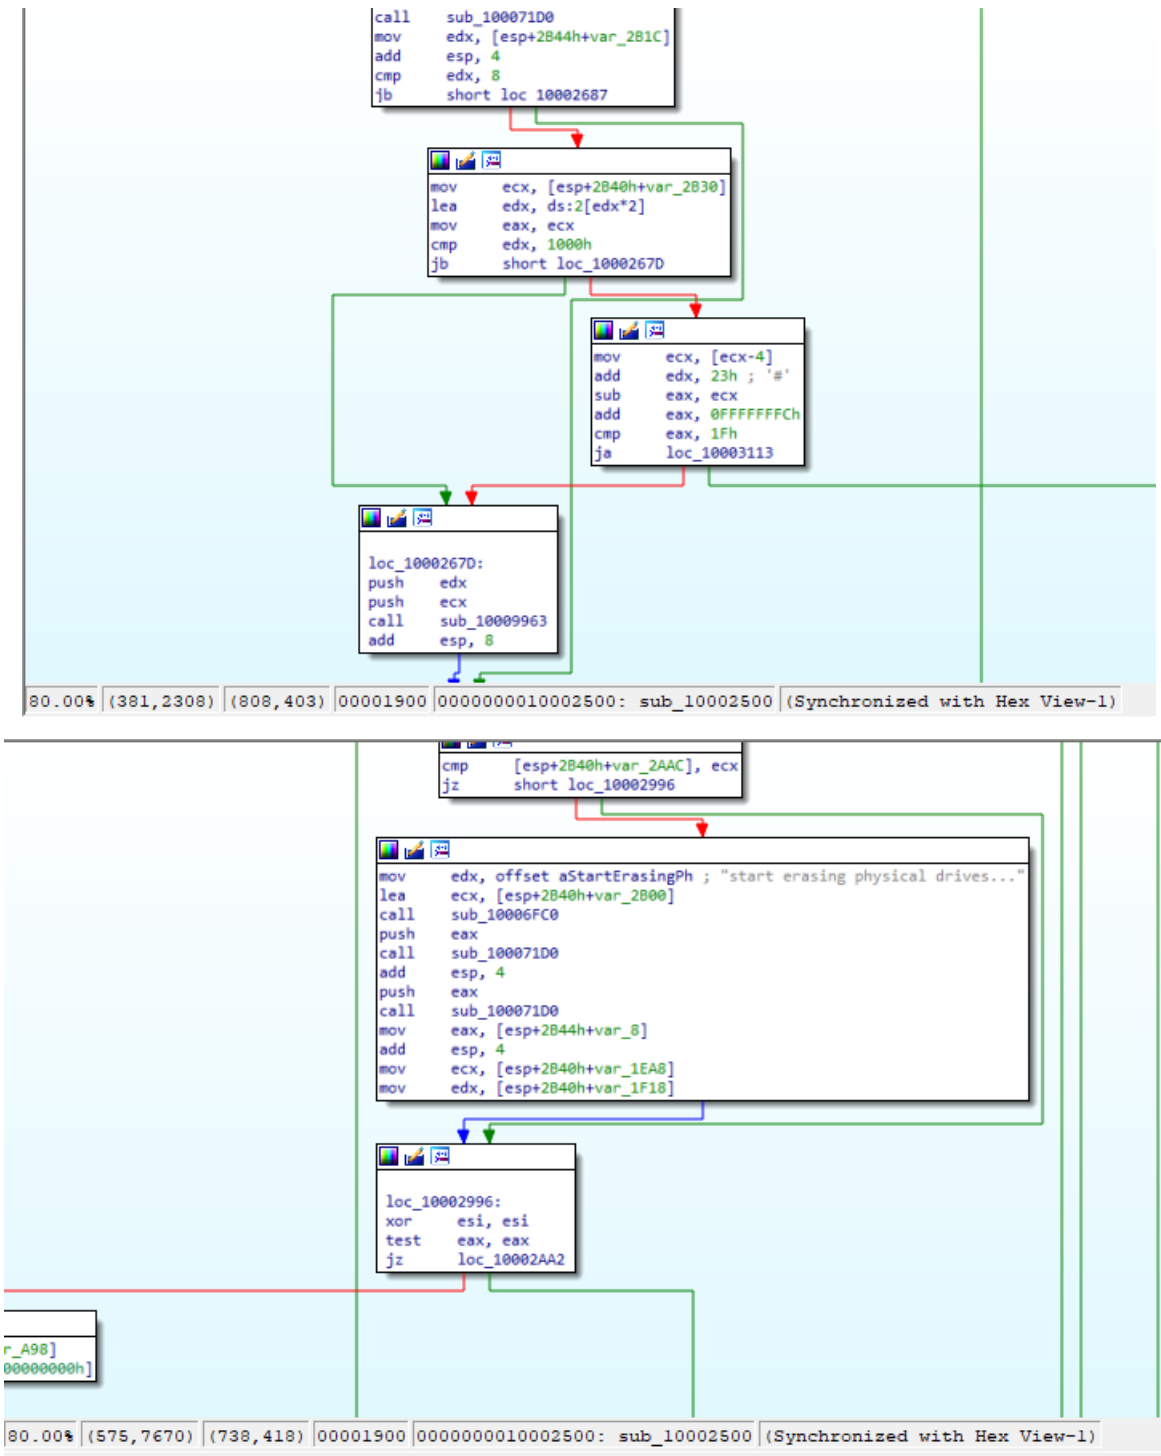 call sub_100071D0
mov edx, [esp+2B44h+var_2B1C]
add esp, 4
cmp edx, 8
jb short loc_10002687
mov ecx, [esp+2B40h+var_2B30]
lea edx, ds:2[edx*2]
mov eax, ecx
cmp edx, 1000h
jb short loc_1000267D
mov ecx, [ecx-4]
add edx, 23h ; '#'
sub eax, ecx
add eax, 0FFFFFFFCh
cmp eax, 1Fh
ja loc_10003113
loc_1000267D:
push edx
push ecx
call sub_10009963
add esp, 8
80.00% (381,2308) (808,403) 00001900 0000000010002500: sub_10002500 (Synchronized with Hex View-1)
cmp [esp+2B40h+var_2AAC], ecx
jz short loc_10002996
mov edx, offset aStartErasingPh ; "start erasing physical drives..."
lea ecx, [esp+2B40h+var_2B00]
call sub_10006FC0
push eax
call sub_100071D0
add esp, 4
push eax
call sub_100071D0
mov eax, [esp+2B44h+var_8]
add esp, 4
mov ecx, [esp+2B40h+var_1EA8]
mov edx, [esp+2B40h+var_1F18]
loc_10002996:
xor esi, esi
test eax, eax
jz loc_10002AA2
r_A98]
00000000h]
80.00% (575,7670) (738,418) 00001900 0000000010002500: sub_10002500 (Synchronized with Hex View-1)